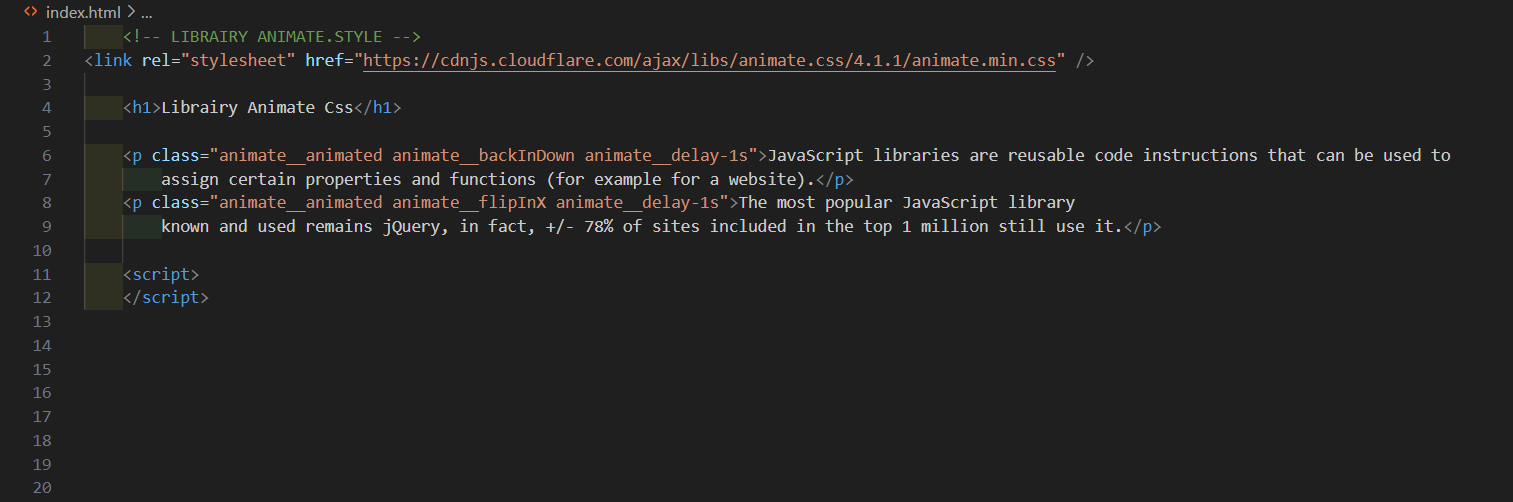 index.html > ...
1 <!-- LIBRAIRY ANIMATE.STYLE -->
2 <link rel="stylesheet" href="https://cdnjs.cloudflare.com/ajax/libs/animate.css/4.1.1/animate.min.css" />
3
4 <h1>Librairy Animate Css</h1>
5
6 <p class="animate__animated animate__backInDown animate__delay-1s">JavaScript libraries are reusable code instructions that can be used to
7 assign certain properties and functions (for example for a website).</p>
8 <p class="animate__animated animate__flipInX animate__delay-1s">The most popular JavaScript library
9 known and used remains jQuery, in fact, +/- 78% of sites included in the top 1 million still use it.</p>
10
11 <script>
12 </script>
13
14
15
16
17
18
19
20